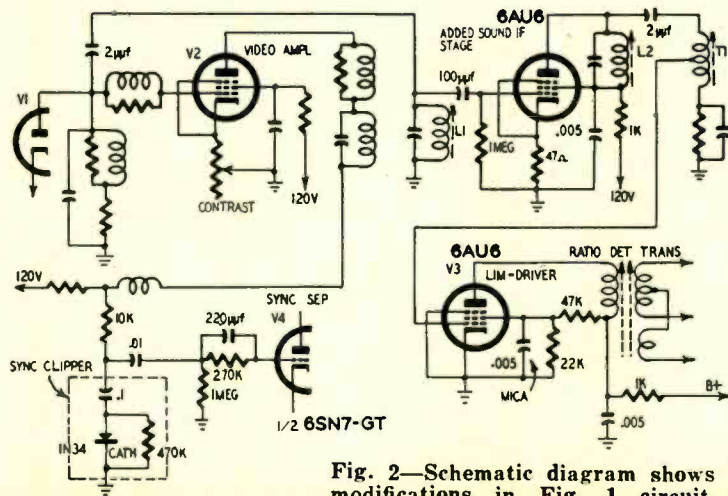 6AU6
ADDED SOUND IF
STAGE
2μμf
2μμf
V2
VIDEO AMPL
L2
T1
100μμf
V1
L1
.005
1K
1MEG
47Ω
120V
120V
CONTRAST
6AU6
V3
LIM-DRIVER
RATIO DET TRANS
120V
SYNC SEP
47K
10K
220μμf
V4
.01
.005
22K
SYNC CLIPPER
270K
MICA
1K
B+
.1
1MEG
1N34
CATH
470K
1/2 6SN7-GT
.005
Fig. 2—Schematic diagram shows
modifications in Fig. 1 circuit.